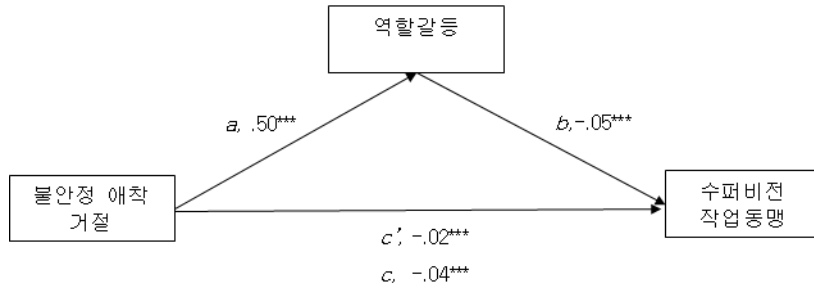 역할갈등
a, .50***
b,-.05***
불안정 애착
거절
수퍼비전
작업동맹
c', -.02***
c, -.04***